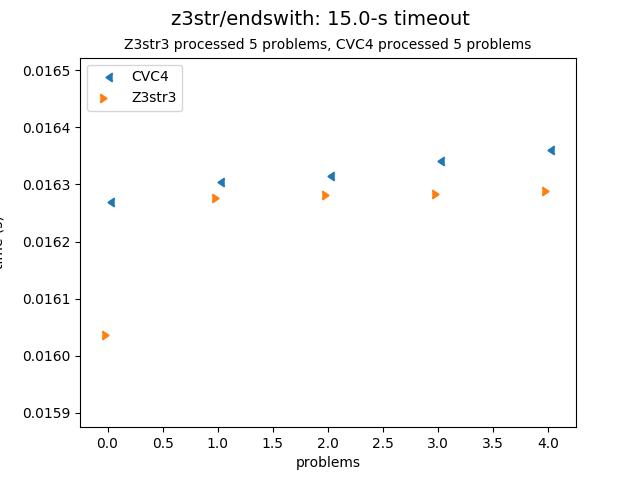 z3str/endswith: 15.0-s timeout
Z3str3 processed 5 problems, CVC4 processed 5 problems
CVC4
Z3str3
0.0165
0.0164
0.0163
0.0162
0.0161
0.0160
0.0159
0.0 0.5 1.0 1.5 2.0 2.5 3.0 3.5 4.0
problems